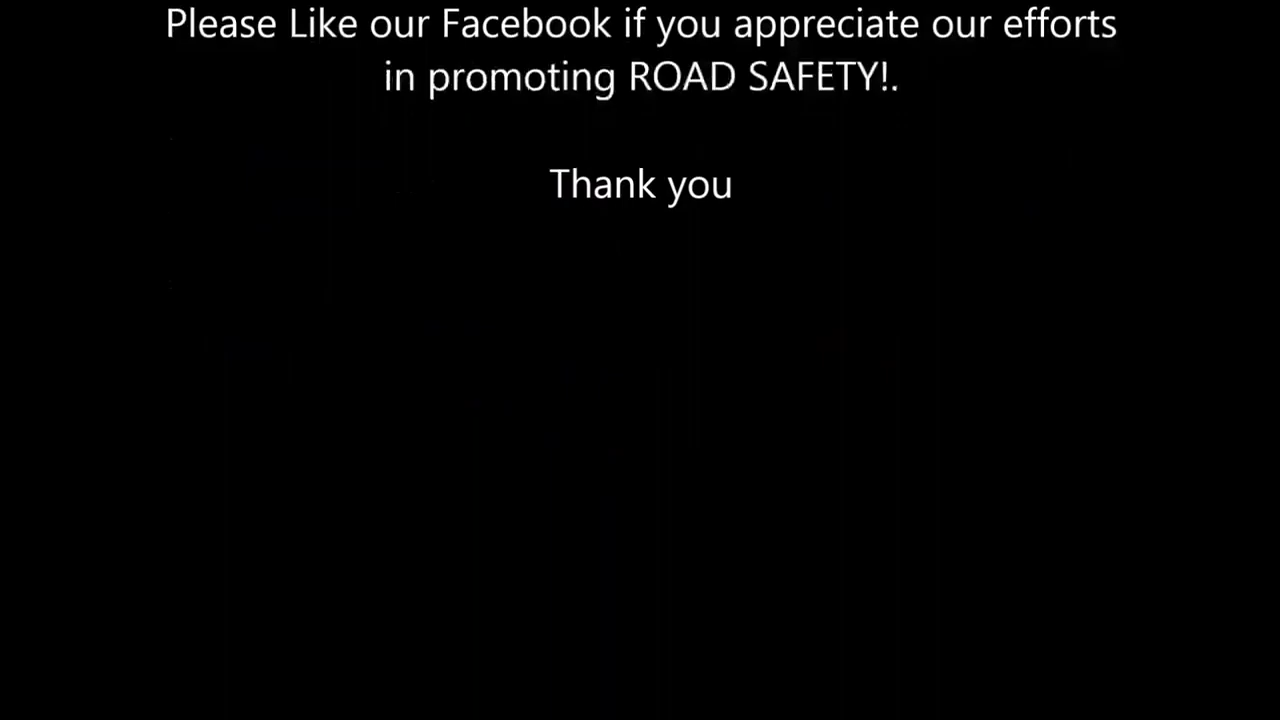 Please Like our Facebook if you appreciate our efforts
in promoting ROAD SAFETY!.
Thank you